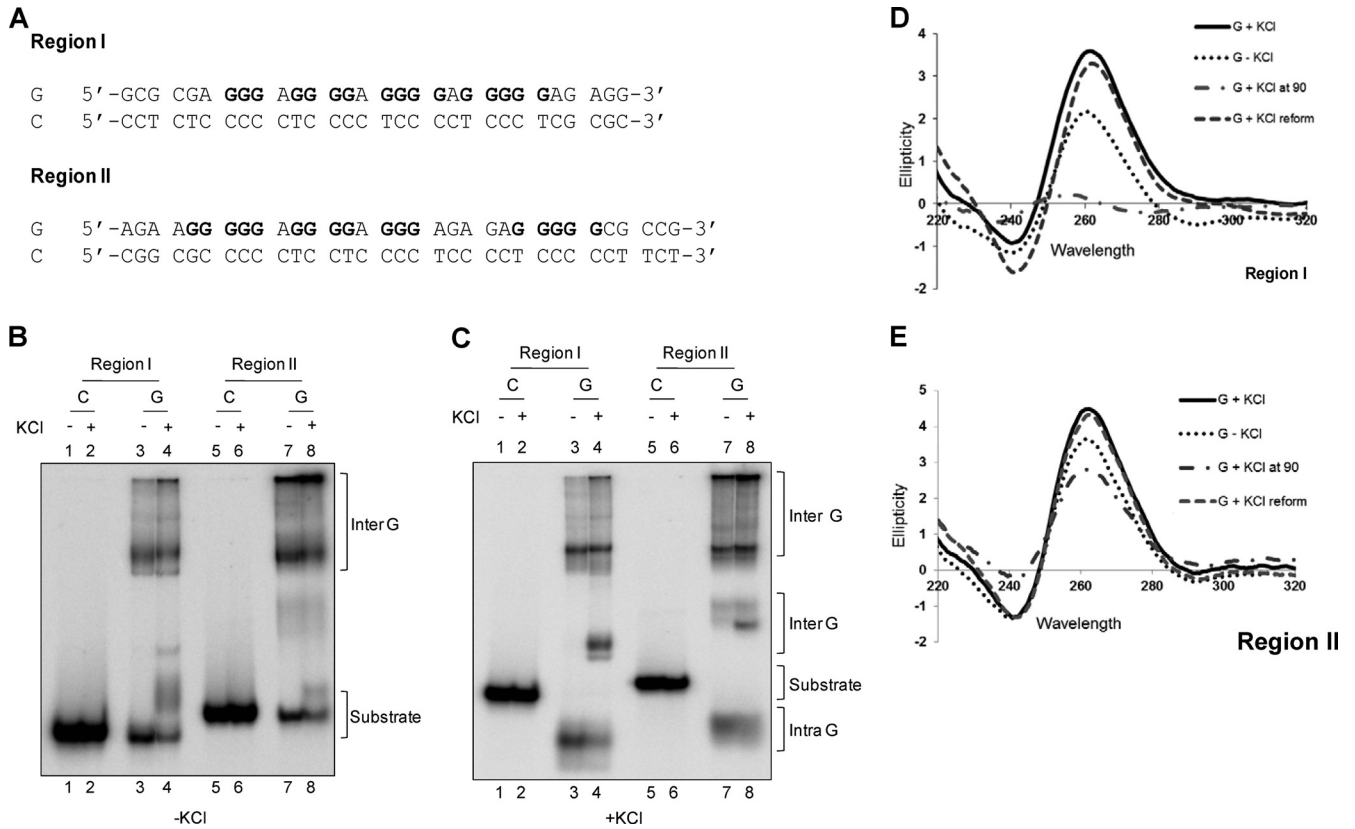 A
Region I
G 5'-GCG CGA GGG AGG GGA GGG GAG GGG GAG AGG-3'
C 5'-CCT CTC CCC CTC CCC TCC CCT CCC TCG CGC-3'
Region II
G 5'-AGA AGG GGG AGG GGA GGG AGA GAG GGG GCG CCG-3'
C 5'-CGG CGC CCC CTC CTC CCC TCC CCT CCC CCT TCT-3'
B
Region I Region II
C G C G
KCl - + - + - + - +
1 2 3 4 5 6 7 8
Inter G
Substrate
1 2 3 4 5 6 7 8
-KCl
C
Region I Region II
C G C G
KCl - + - + - + - +
1 2 3 4 5 6 7 8
Inter G
Inter G
Substrate
Intra G
1 2 3 4 5 6 7 8
+KCl
D
G + KCl
G - KCl
G + KCl at 90
G + KCl reform
Ellipticity
4
3
2
1
0
-1
-2
220 240 260 280 300 320
Wavelength
Region I
E
G + KCl
G - KCl
G + KCl at 90
G + KCl reform
Ellipticity
5
4
3
2
1
0
-1
-2
220 240 260 280 300 320
Wavelength
Region II